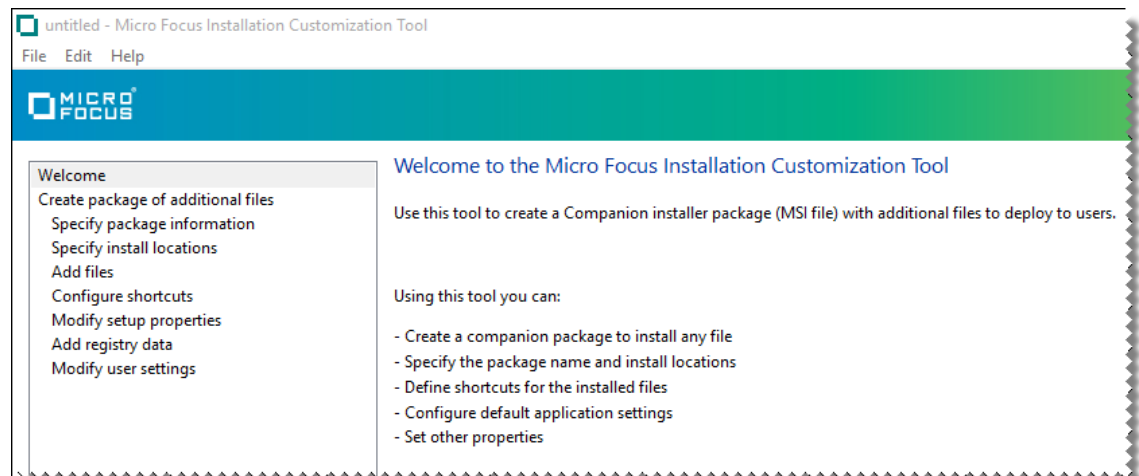 untitled - Micro Focus Installation Customization Tool
File Edit Help
MICRO
FOCUS
Welcome
Create package of additional files
Specify package information
Specify install locations
Add files
Configure shortcuts
Modify setup properties
Add registry data
Modify user settings
Welcome to the Micro Focus Installation Customization Tool
Use this tool to create a Companion installer package (MSI file) with additional files to deploy to users.
Using this tool you can:
- Create a companion package to install any file
- Specify the package name and install locations
- Define shortcuts for the installed files
- Configure default application settings
- Set other properties